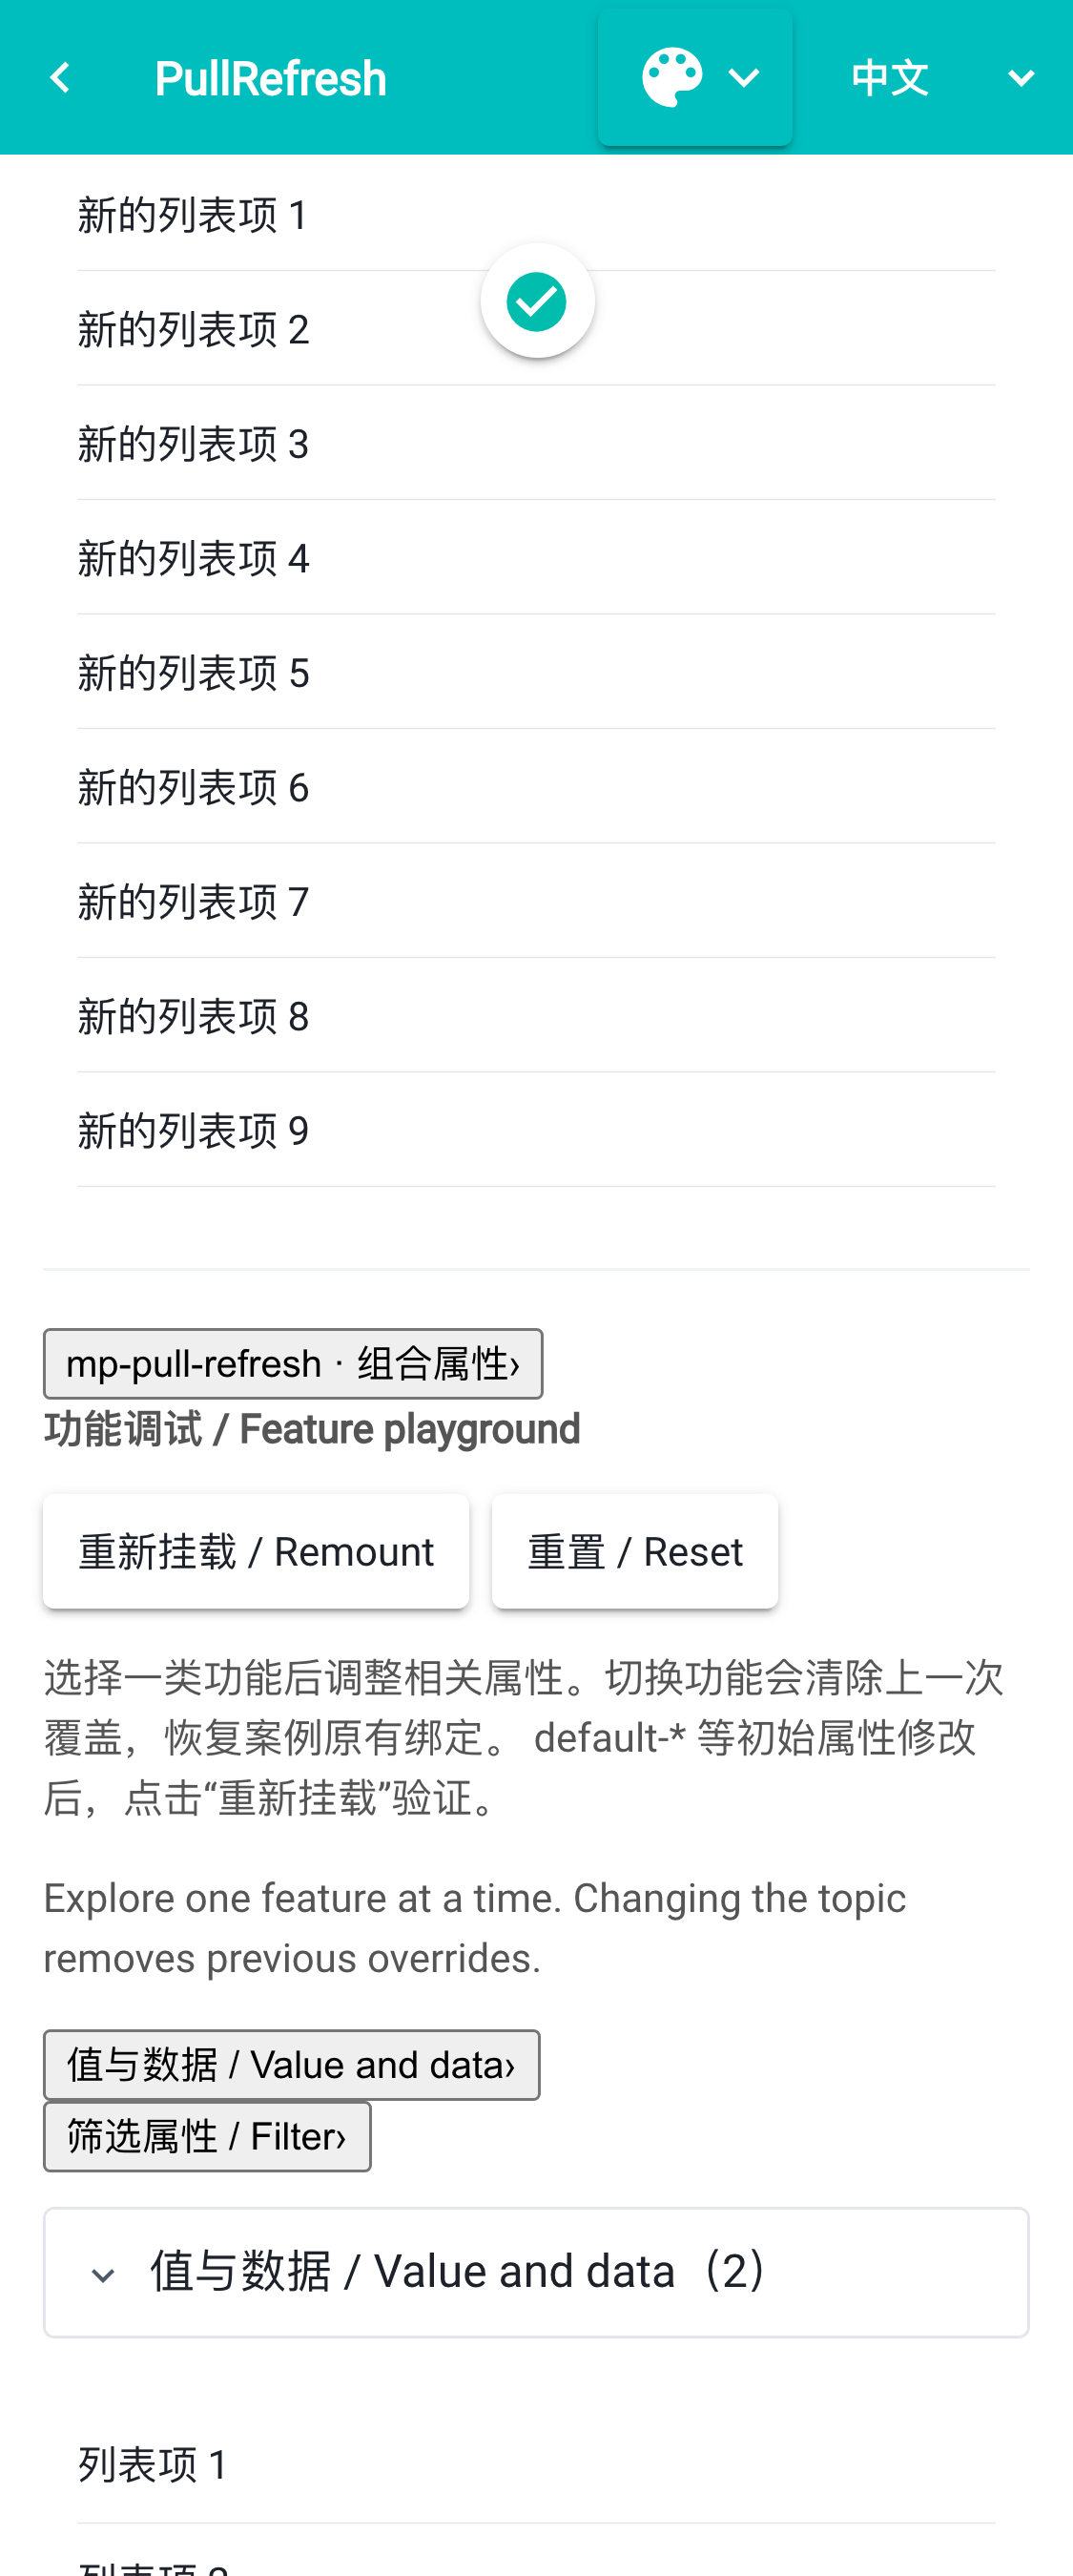 PullRefresh
中文
新的列表项 1
新的列表项 2
新的列表项 3
新的列表项 4
新的列表项 5
新的列表项 6
新的列表项 7
新的列表项 8
新的列表项 9
mp-pull-refresh · 组合属性›
功能调试 / Feature playground
重新挂载 / Remount
重置 / Reset
选择一类功能后调整相关属性。切换功能会清除上一次
覆盖，恢复案例原有绑定。 default-* 等初始属性修改
后，点击“重新挂载”验证。
Explore one feature at a time. Changing the topic
removes previous overrides.
值与数据 / Value and data›
筛选属性 / Filter›
值与数据 / Value and data（2）
列表项 1
列表项 2